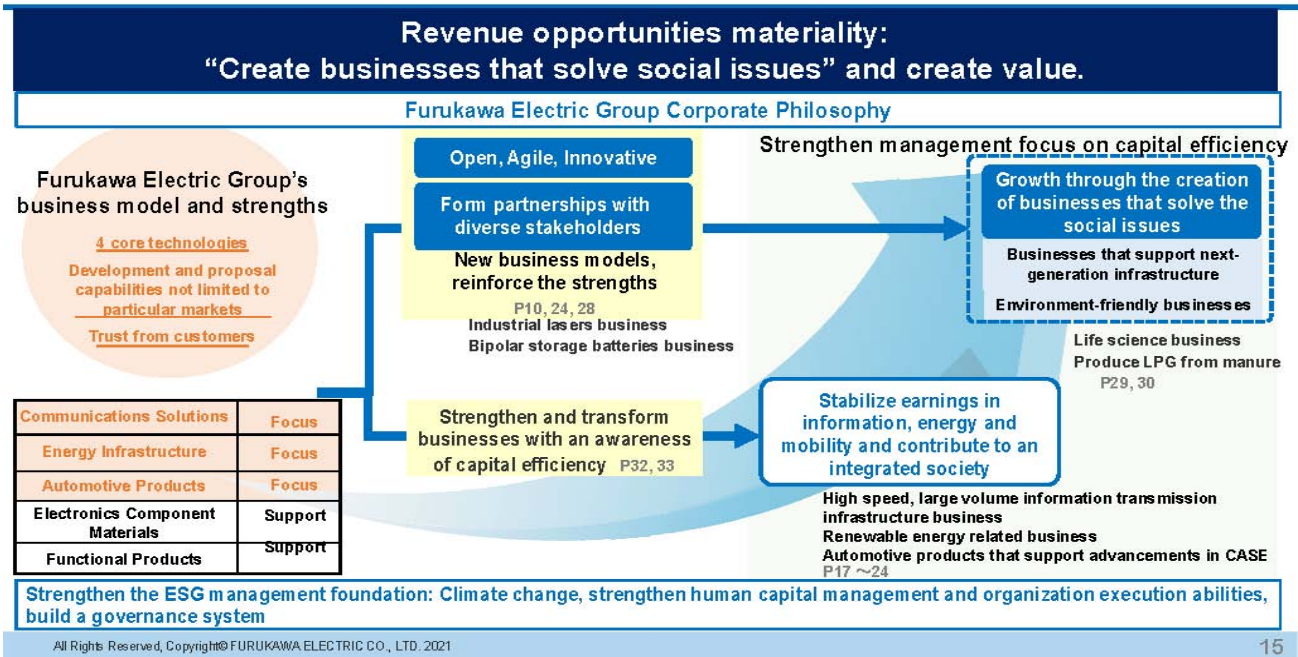 Revenue opportunities materiality:
“Create businesses that solve social issues” and create value.
Furukawa Electric Group Corporate Philosophy
Furukawa Electric Group’s
business model and strengths
4 core technologies
Development and proposal
capabilities not limited to
particular markets
Trust from customers
Communications Solutions Focus
Energy Infrastructure Focus
Automotive Products Focus
Electronics Component
Materials Support
Functional Products Support
Open, Agile, Innovative
Form partnerships with
diverse stakeholders
New business models,
reinforce the strengths
P10, 24, 28
Industrial lasers business
Bipolar storage batteries business
Strengthen and transform
businesses with an awareness
of capital efficiency P32, 33
Strengthen management focus on capital efficiency
Growth through the creation
of businesses that solve the
social issues
Businesses that support next-
generation infrastructure
Environment-friendly businesses
Life science business
Produce LPG from manure
P29, 30
Stabilize earnings in
information, energy and
mobility and contribute to an
integrated society
High speed, large volume information transmission
infrastructure business
Renewable energy related business
Automotive products that support advancements in CASE
P17 ～24
Strengthen the ESG management foundation: Climate change, strengthen human capital management and organization execution abilities,
build a governance system
All Rights Reserved, Copyright© FURUKAWA ELECTRIC CO., LTD. 2021
15